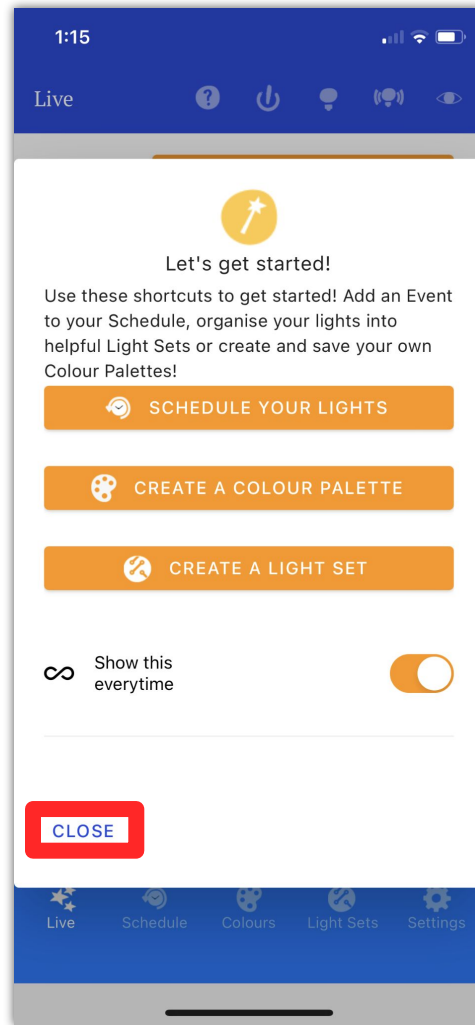 1:15
Live
?
Let's get started!
Use these shortcuts to get started! Add an Event
to your Schedule, organise your lights into
helpful Light Sets or create and save your own
Colour Palettes!
SCHEDULE YOUR LIGHTS
CREATE A COLOUR PALETTE
CREATE A LIGHT SET
Show this
everytime
CLOSE
Live Schedule Colours Light Sets Settings